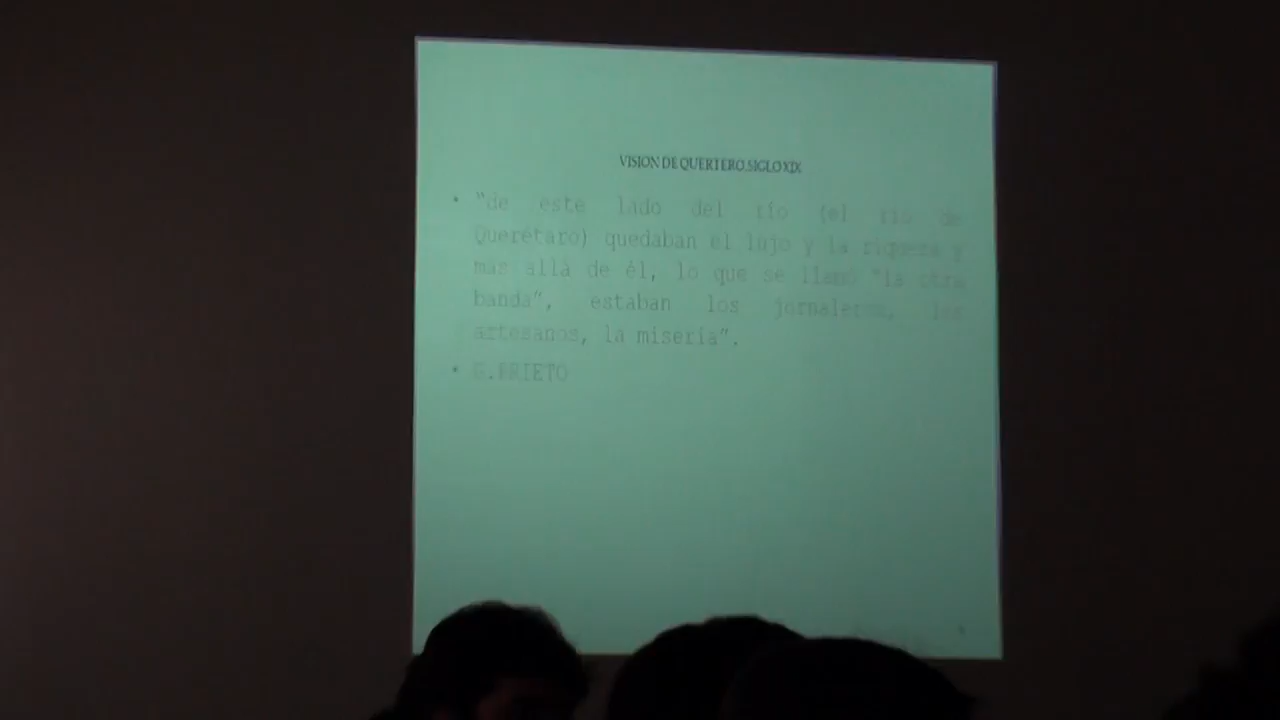 VISION DE QUERTERO.SIGLO XIX
• "de este lado del río (el río de
Querétaro) quedaban el lujo y la riqueza y
más allá de él, lo que se llamó "la otra
banda", estaban los jornaleros, los
artesanos, la miseria".
• G.PRIETO